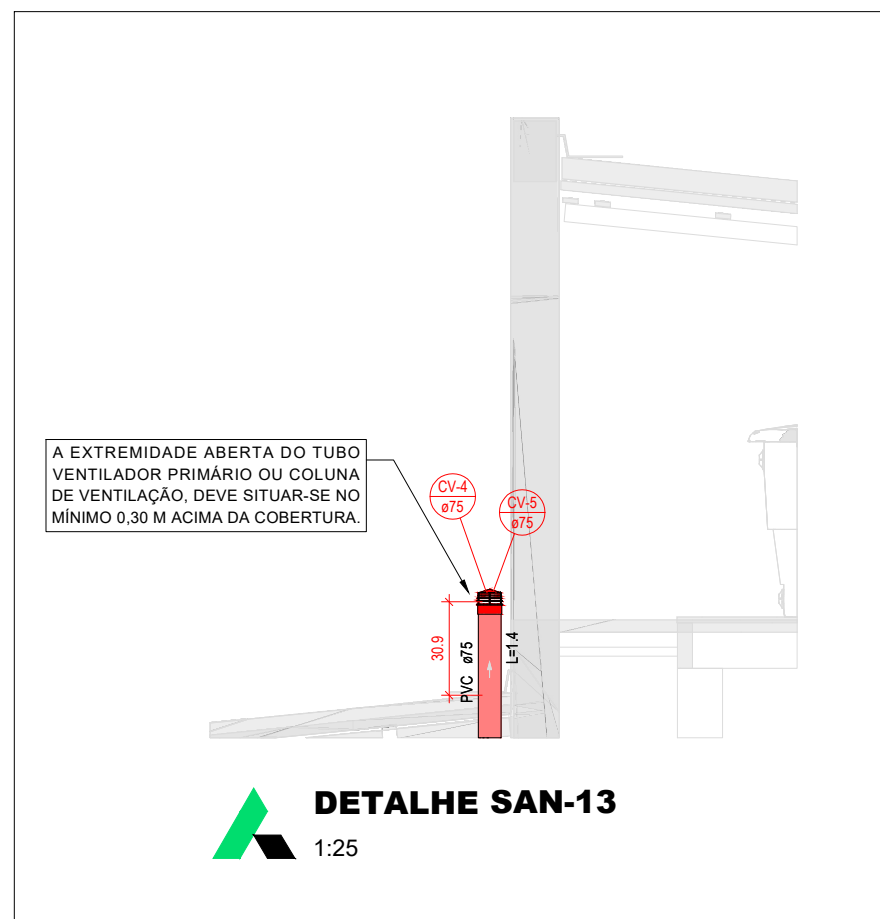 A EXTREMIDADE ABERTA DO TUBO
VENTILADOR PRIMÁRIO OU COLUNA
DE VENTILAÇÃO, DEVE SITUAR-SE NO
MÍNIMO 0,30 M ACIMA DA COBERTURA.
CV-4
ø75
CV-5
ø75
30.9
PVC ø75
L=1.4
DETALHE SAN-13
1:25